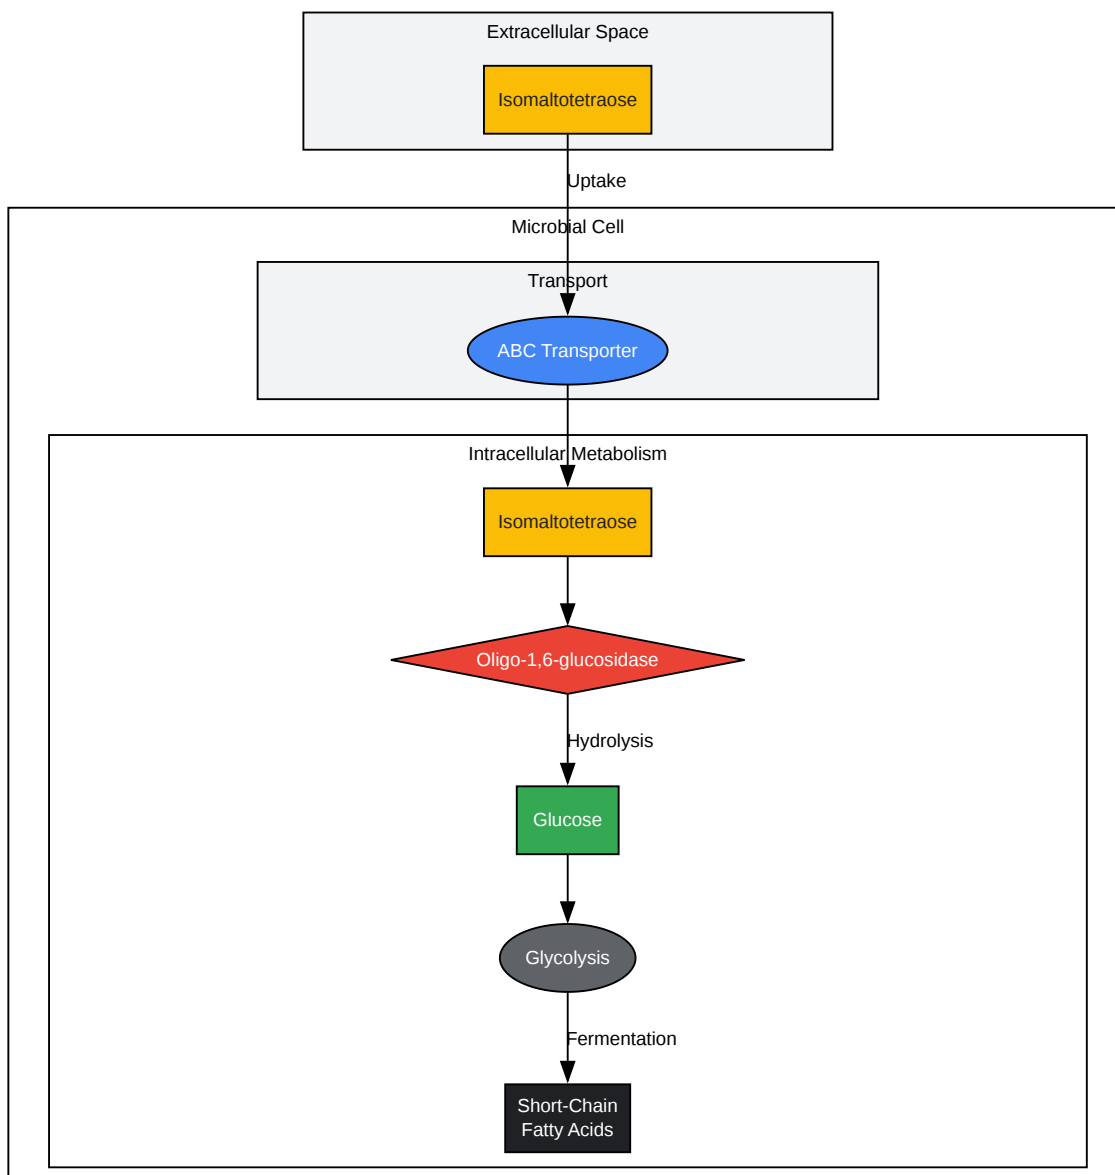 Extracellular Space
Isomaltotetraose
Uptake
Microbial Cell
Transport
ABC Transporter
Intracellular Metabolism
Isomaltotetraose
Oligo-1,6-glucosidase
Hydrolysis
Glucose
Glycolysis
Fermentation
Short-Chain
Fatty Acids